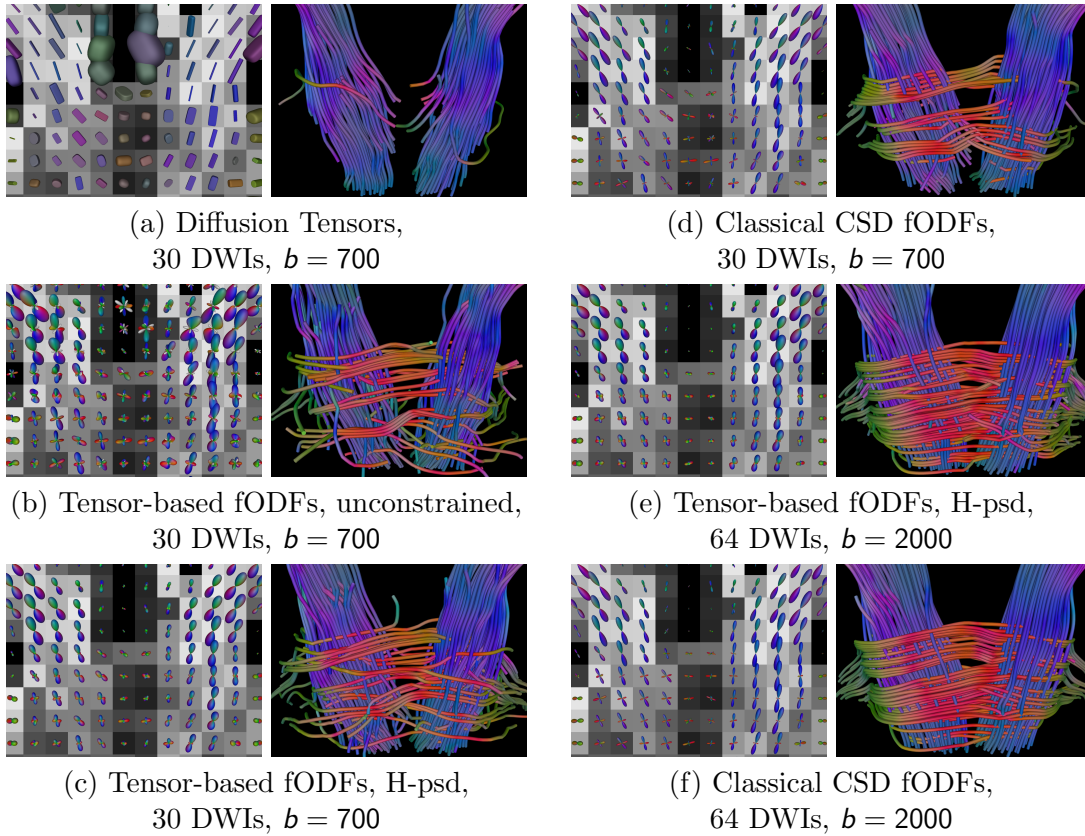 (a) Diffusion Tensors,
30 DWIs, b = 700
(b) Tensor-based fODFs, unconstrained,
30 DWIs, b = 700
(c) Tensor-based fODFs, H-psd,
30 DWIs, b = 700
(d) Classical CSD fODFs,
30 DWIs, b = 700
(e) Tensor-based fODFs, H-psd,
64 DWIs, b = 2000
(f) Classical CSD fODFs,
64 DWIs, b = 2000